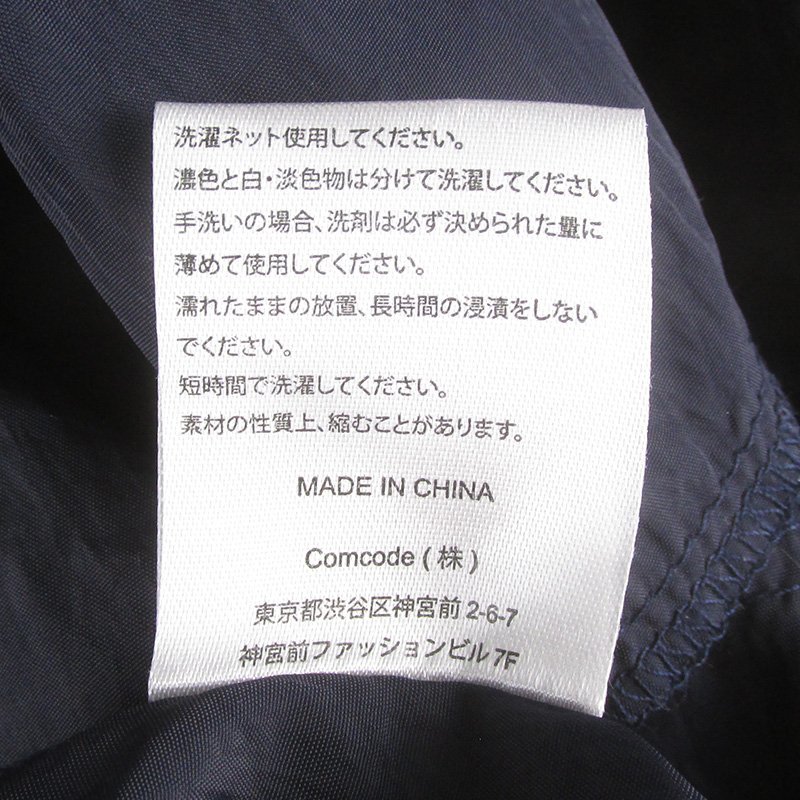 洗濯ネット使用してください。
濃色と白・淡色物は分けて洗濯してください。
手洗いの場合、洗剤は必ず決められた量に
薄めて使用してください。
濡れたままの放置、長時間の浸漬をしない
でください。
短時間で洗濯してください。
素材の性質上、縮むことがあります。
MADE IN CHINA
Comcode (株)
東京都渋谷区神宮前 2-6-7
神宮前ファッションビル 7F